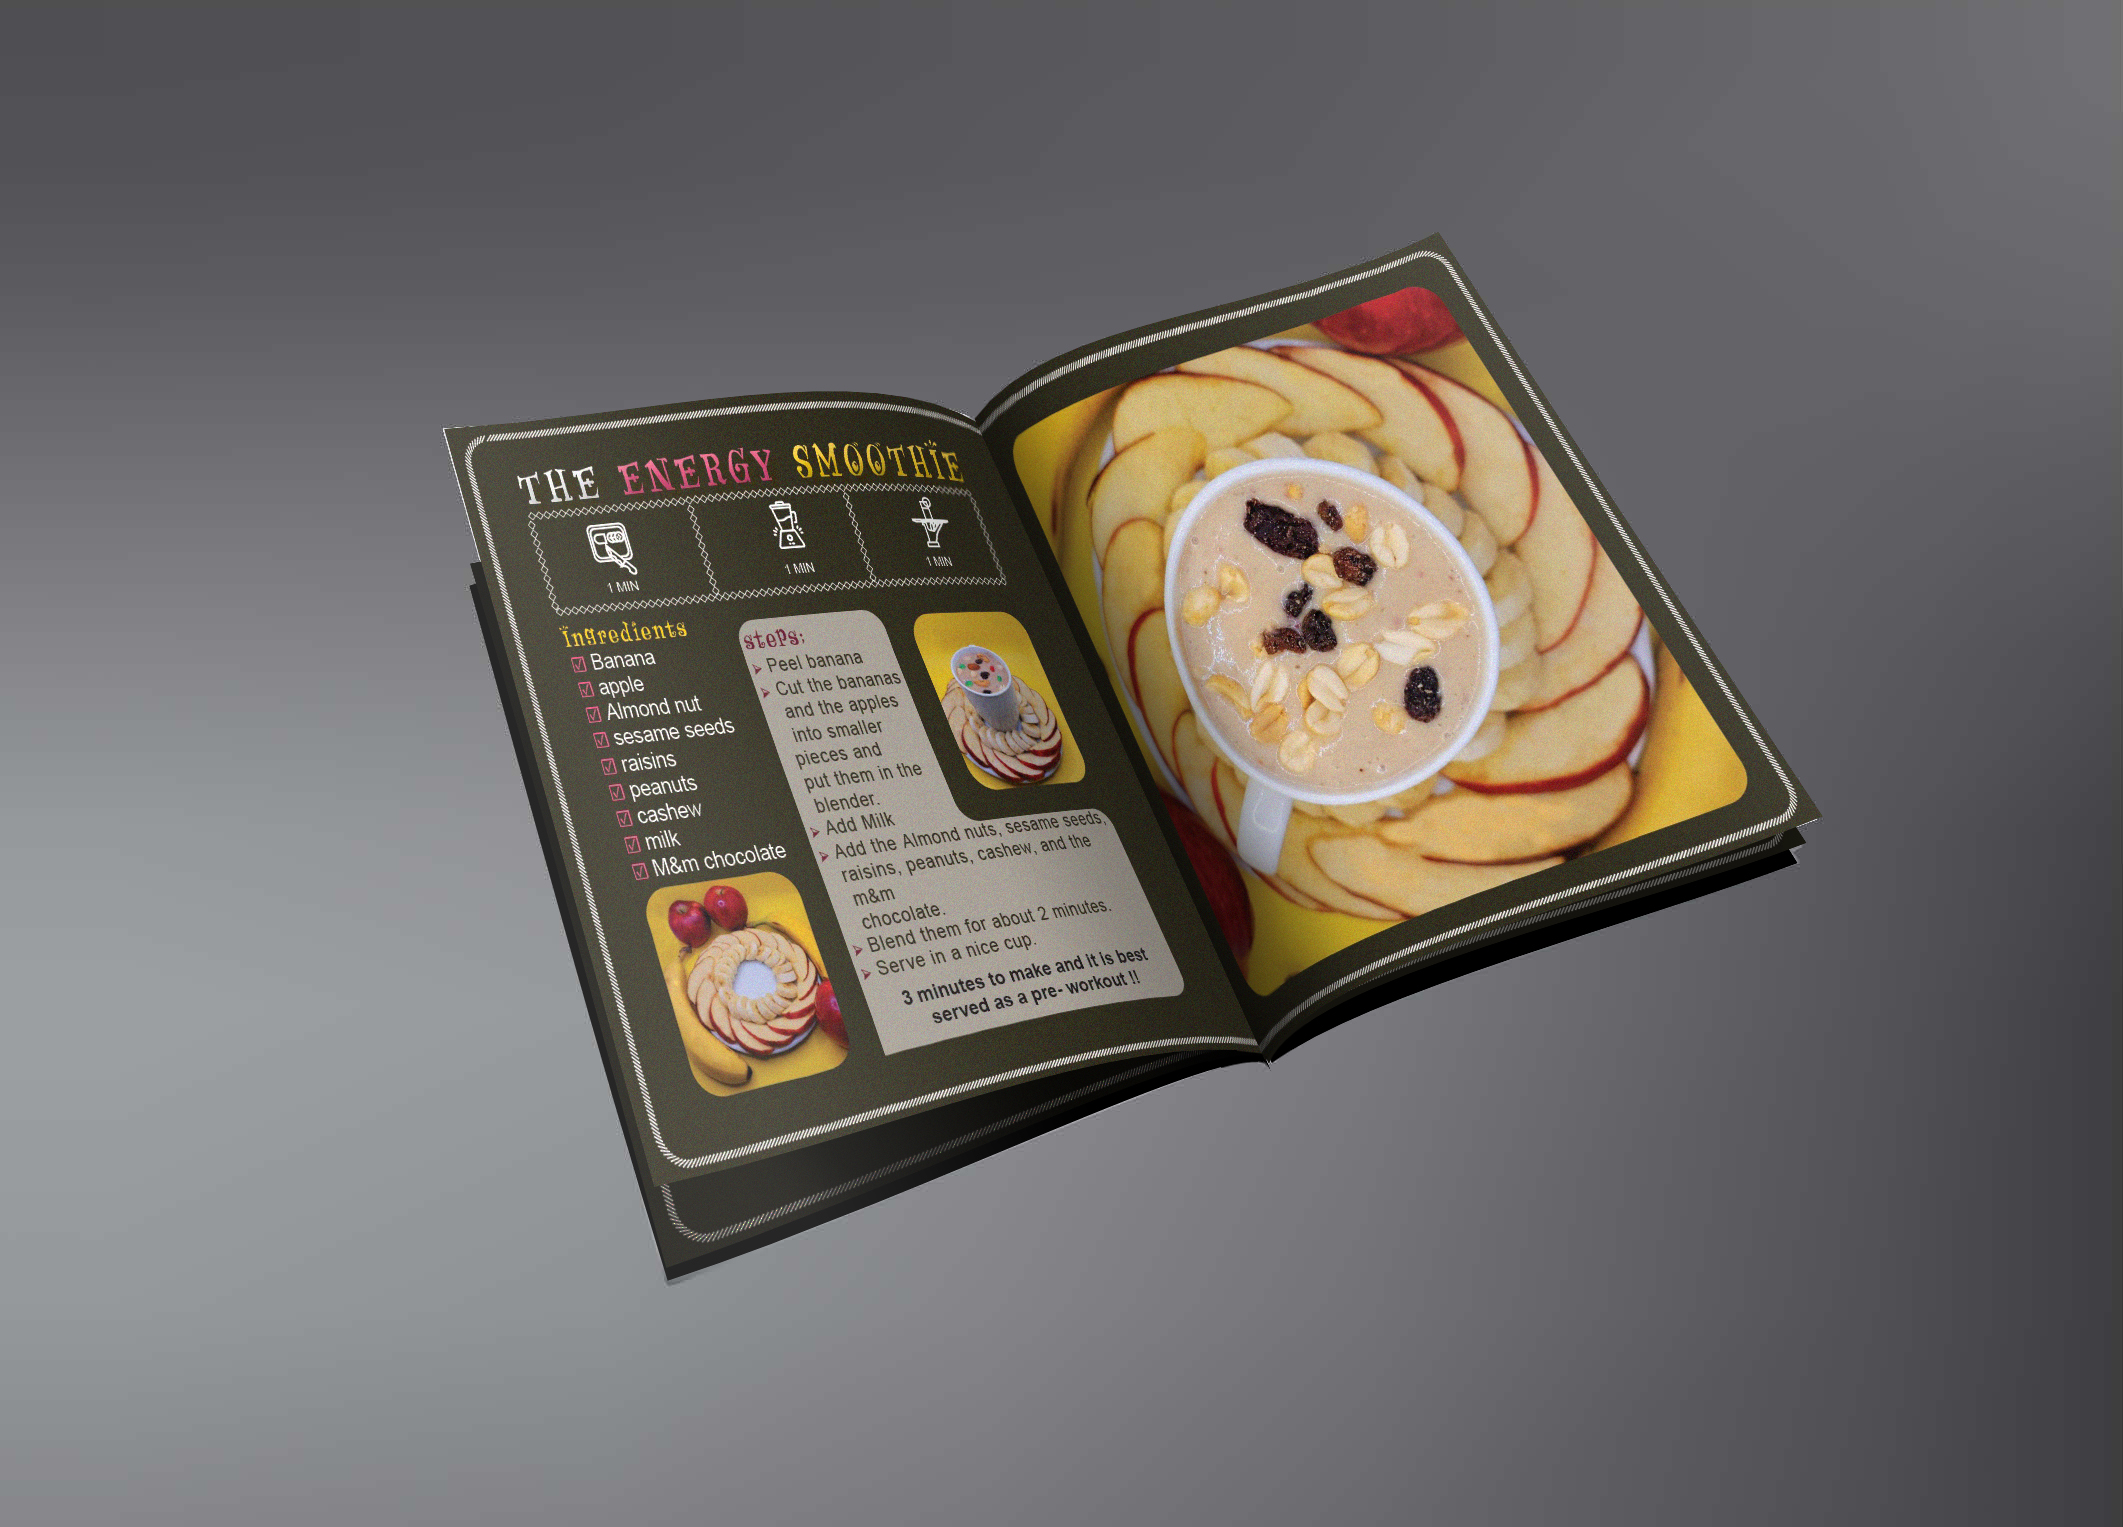 THE ENERGY SMOOTHIE
1 MIN
1 MIN
1 MIN
ingredients
Banana
apple
Almond nut
sesame seeds
raisins
peanuts
cashew
milk
M&m chocolate
steps:
Peel banana
Cut the bananas
and the apples
into smaller
pieces and
put them in the
blender.
Add Milk
Add the Almond nuts, sesame seeds,
raisins, peanuts, cashew, and the
m&m
chocolate.
Blend them for about 2 minutes.
Serve in a nice cup.
3 minutes to make and it is best
served as a pre- workout !!